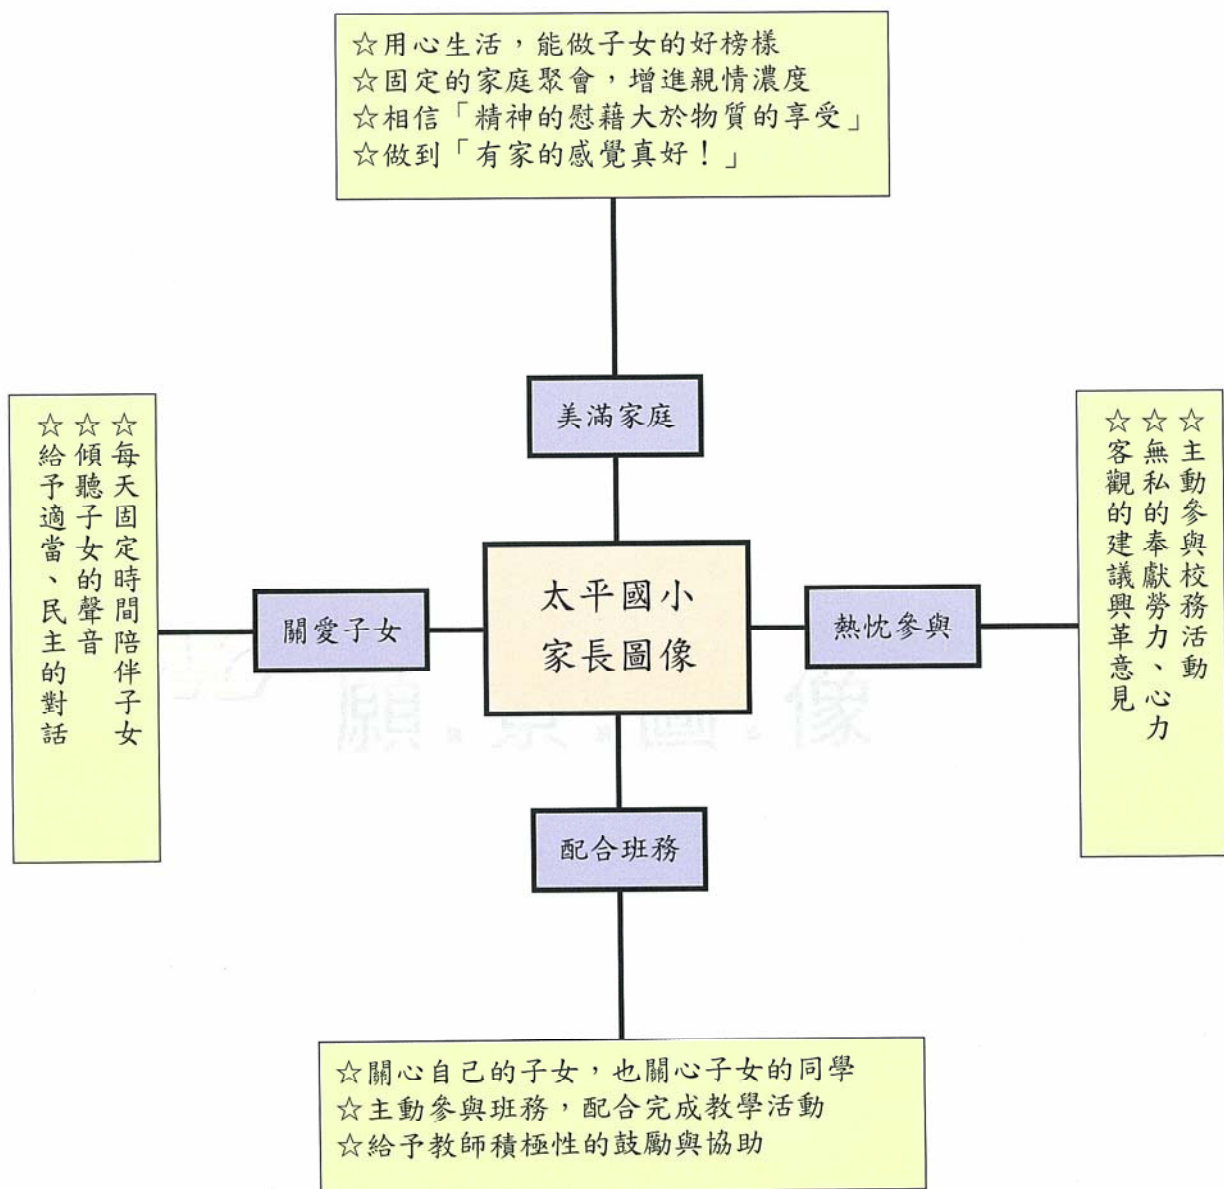 ☆用心生活，能做子女的好榜樣
☆固定的家庭聚會，增進親情濃度
☆相信「精神的慰藉大於物質的享受」
☆做到「有家的感覺真好！」
美滿家庭
☆每天固定時間陪伴子女
☆傾聽子女的聲音
☆給予適當、民主的對話
關愛子女
太平國小
家長圖像
熱忱參與
☆主動參與校務活動
☆無私的奉獻勞力、心力
☆客觀的建議興革意見
願.景.圖.像
配合班務
☆關心自己的子女，也關心子女的同學
☆主動參與班務，配合完成教學活動
☆給予教師積極性的鼓勵與協助